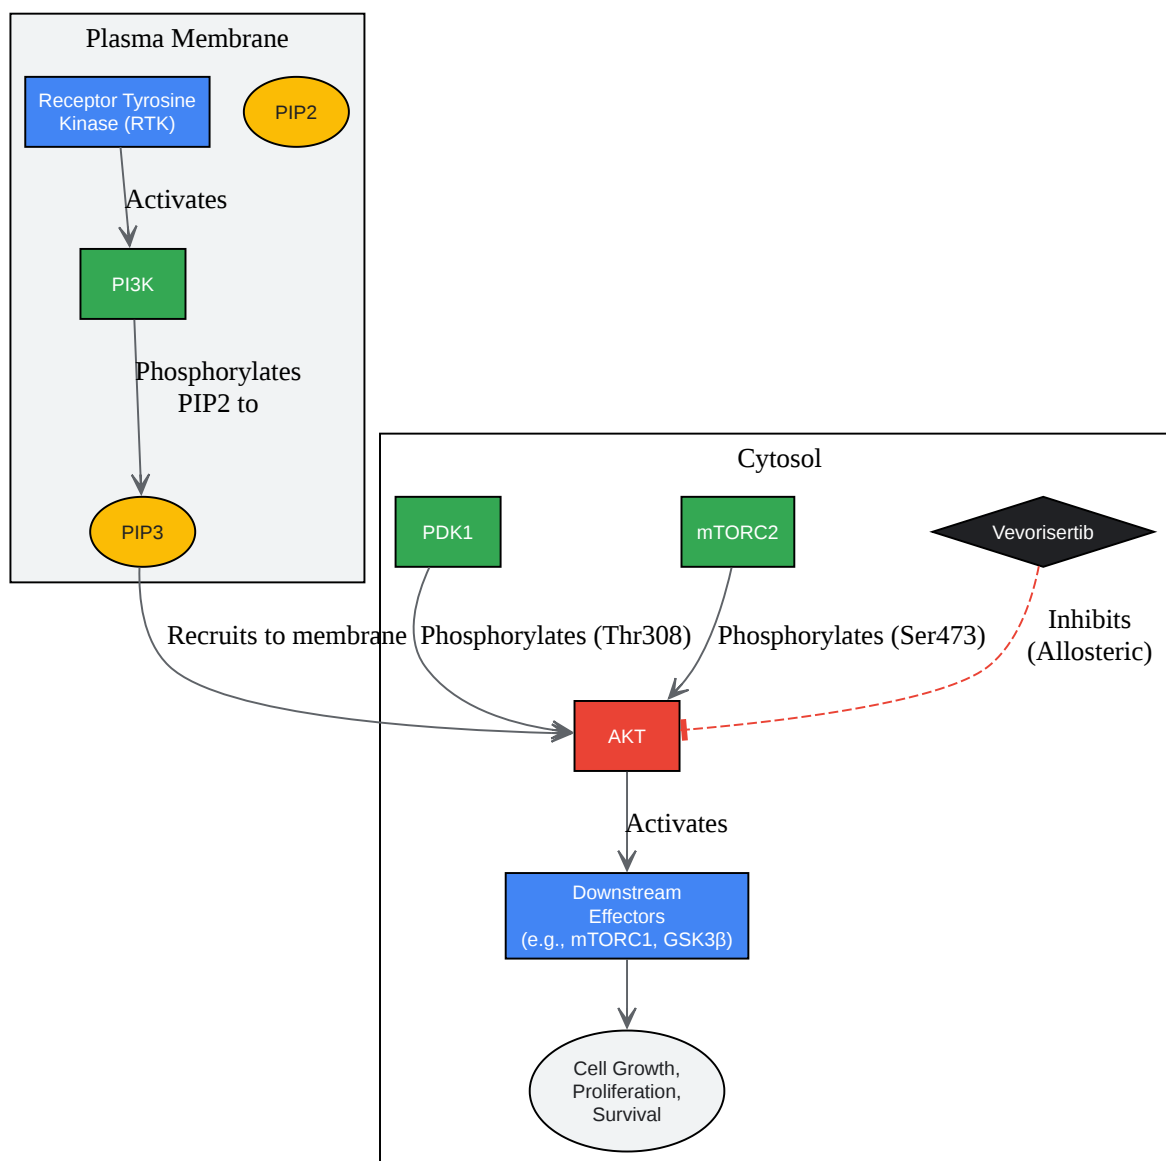 Plasma Membrane
Receptor Tyrosine
Kinase (RTK)
PIP2
Activates
PI3K
Phosphorylates
PIP2 to
PIP3
Cytosol
PDK1
mTORC2
Vevorisertib
Recruits to membrane
Phosphorylates (Thr308)
Phosphorylates (Ser473)
Inhibits
(Allosteric)
AKT
Activates
Downstream
Effectors
(e.g., mTORC1, GSK3β)
Cell Growth,
Proliferation,
Survival